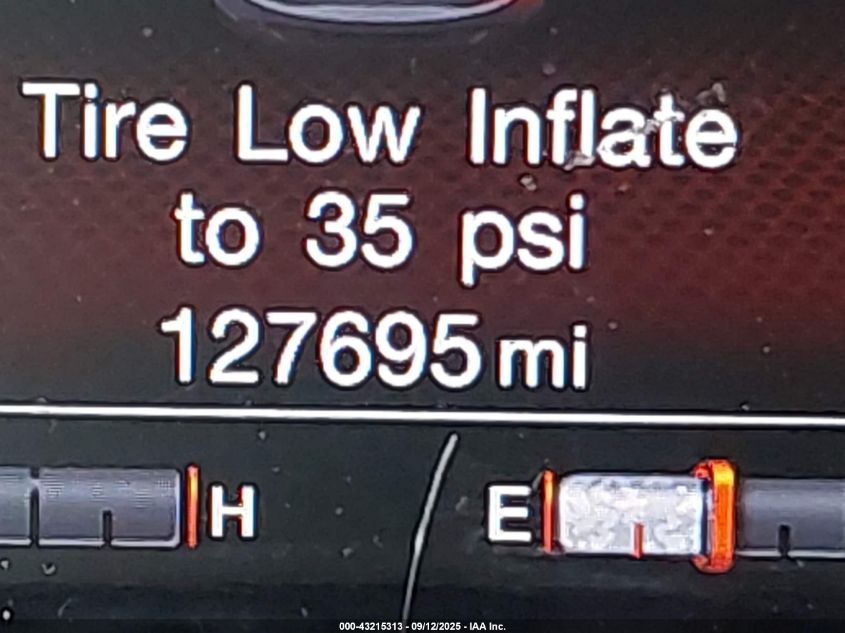 Tire Low Inflate
to 35 psi
127695 mi
H
E
000-43215313 - 09/12/2025 - IAA Inc.